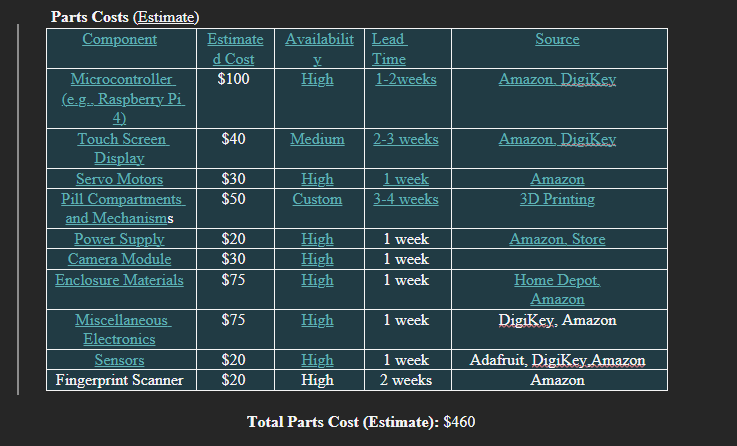 Parts Costs (Estimate)
Component Estimate Availabilit Lead Source
d Cost y Time
Microcontroller $100 High 1-2weeks Amazon, DigiKey
(e.g., Raspberry Pi
4)
Touch Screen $40 Medium 2-3 weeks Amazon, DigiKey
Display
Servo Motors $30 High 1 week Amazon
Pill Compartments $50 Custom 3-4 weeks 3D Printing
and Mechanisms
Power Supply $20 High 1 week Amazon, Store
Camera Module $30 High 1 week
Enclosure Materials $75 High 1 week Home Depot,
Amazon
Miscellaneous $75 High 1 week DigiKey, Amazon
Electronics
Sensors $20 High 1 week Adafruit, DigiKey,Amazon
Fingerprint Scanner $20 High 2 weeks Amazon
Total Parts Cost (Estimate): $460